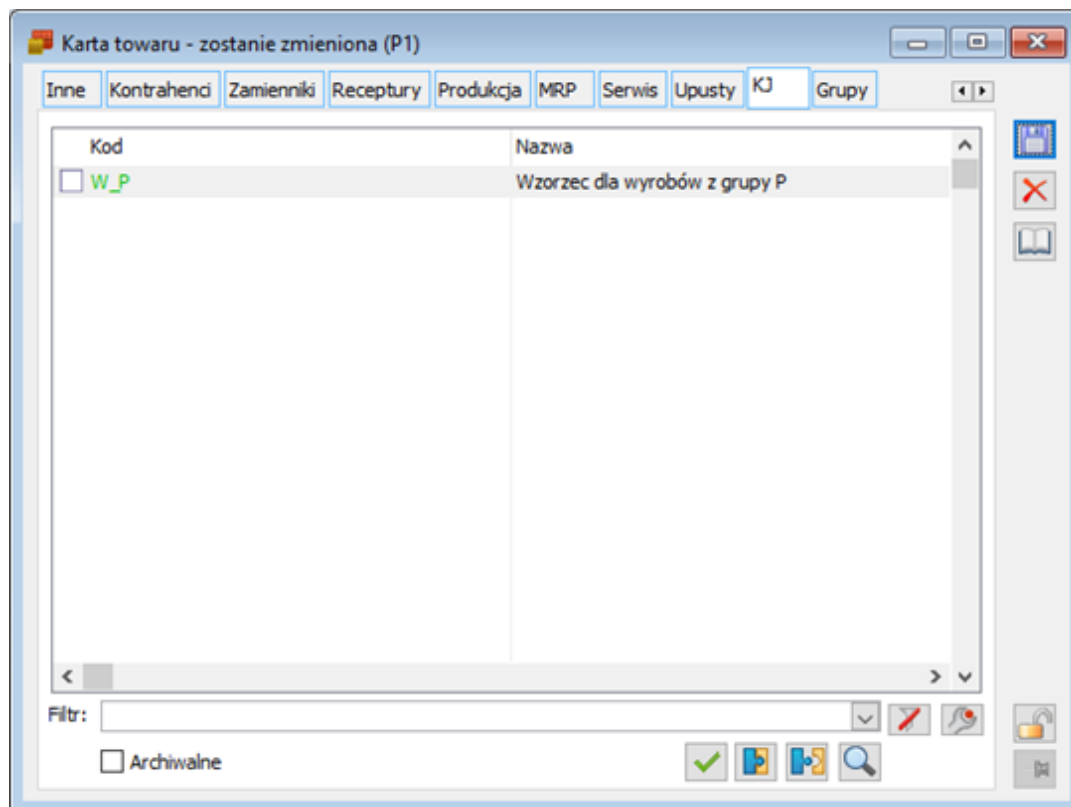 Karta towaru - zostanie zmieniona (P1)
Inne Kontrahenci Zamienniki Receptury Produkcja MRP Serwis Upusty KJ Grupy
Kod Nazwa
W_P Wzorzec dla wyrobów z grupy P
Filtr:
Archiwalne